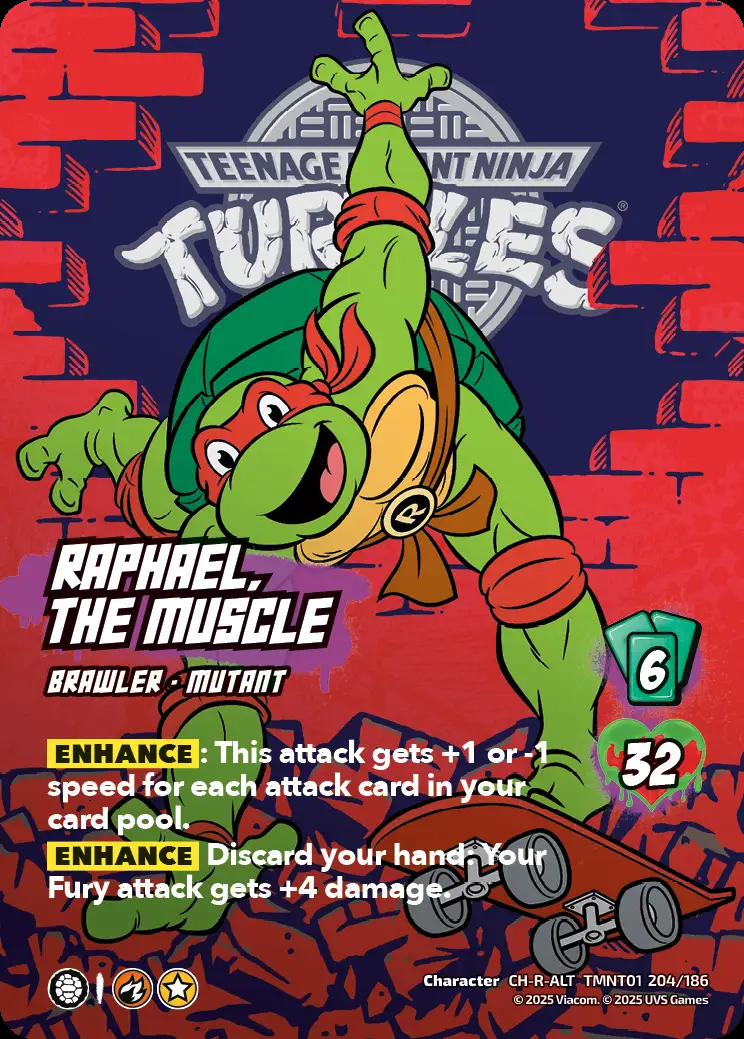 TEENAGE MUTANT NINJA
TURTLES
®
R
RAPHAEL,
THE MUSCLE
BRAWLER · MUTANT
6
32
ENHANCE : This attack gets +1 or -1
speed for each attack card in your
card pool.
ENHANCE Discard your hand: Your
Fury attack gets +4 damage.
Character CH-R-ALT TMNT01 204/186
© 2025 Viacom. © 2025 UVS Games